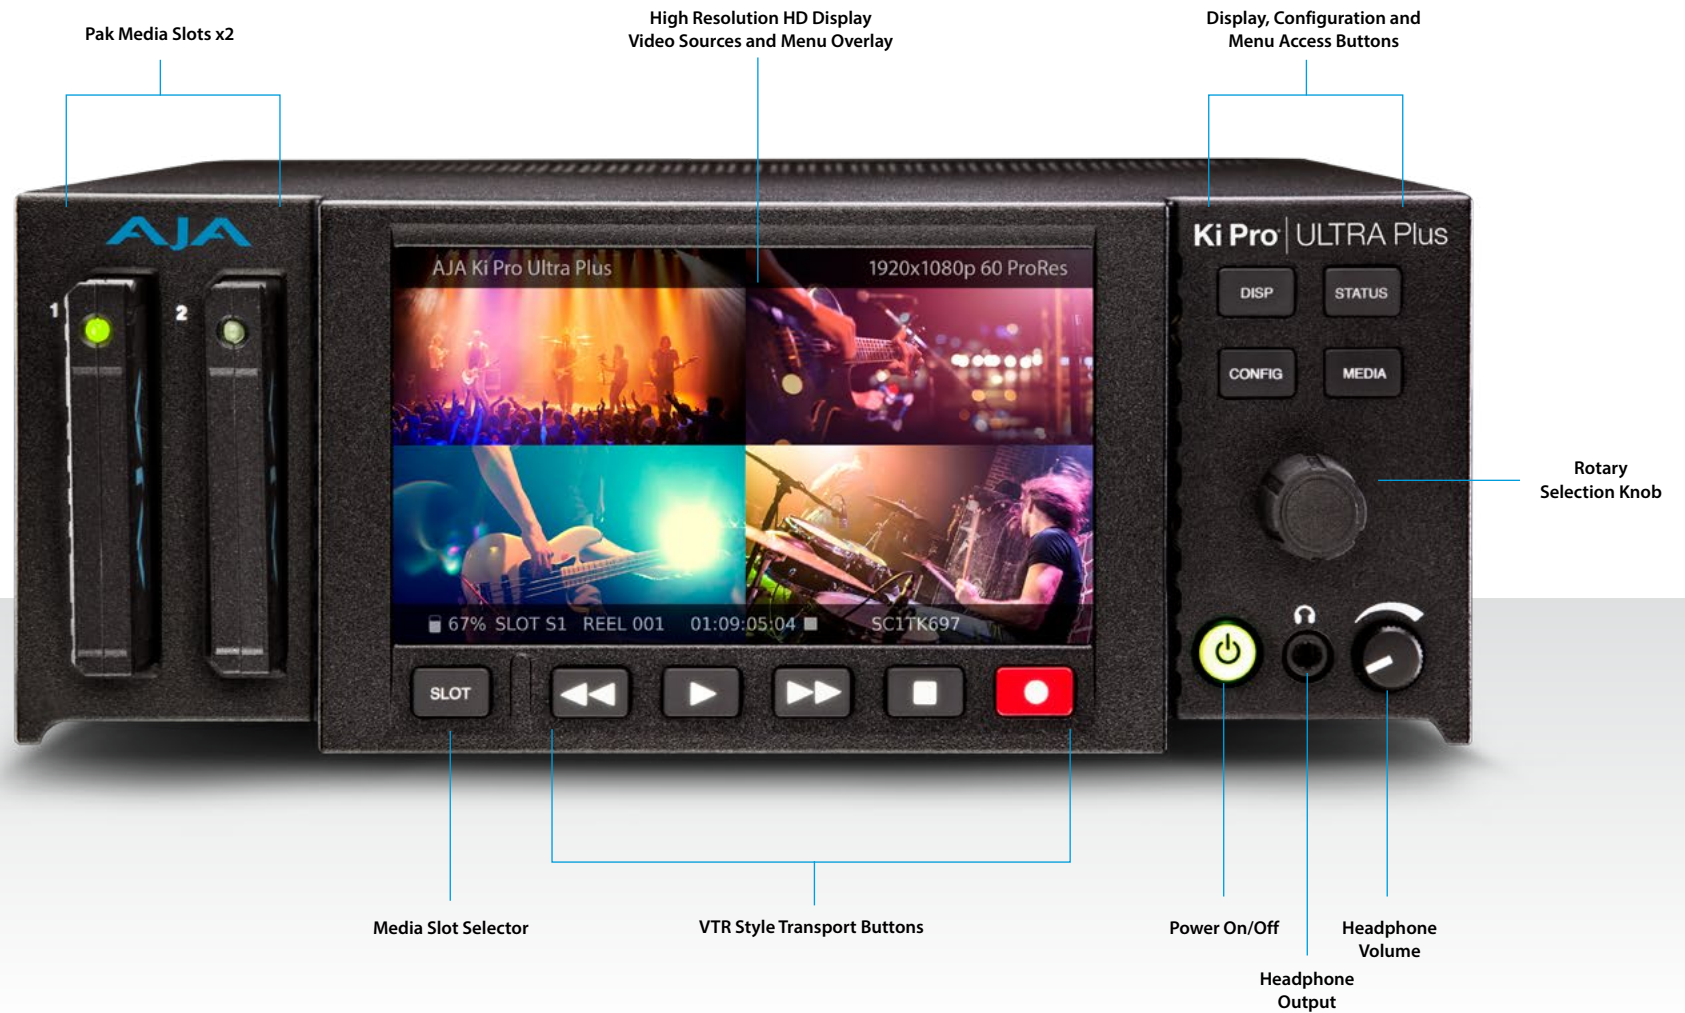 Pak Media Slots x2
High Resolution HD Display
Video Sources and Menu Overlay
Display, Configuration and
Menu Access Buttons
AJA
Ki Pro ULTRA Plus
AJA Ki Pro Ultra Plus
1920x1080p 60 ProRes
1
2
DISP
STATUS
CONFIG
MEDIA
Rotary
Selection Knob
67% SLOT S1 REEL 001 01:09:05:04 SC1TK697
SLOT
Media Slot Selector
VTR Style Transport Buttons
Power On/Off
Headphone
Volume
Headphone
Output